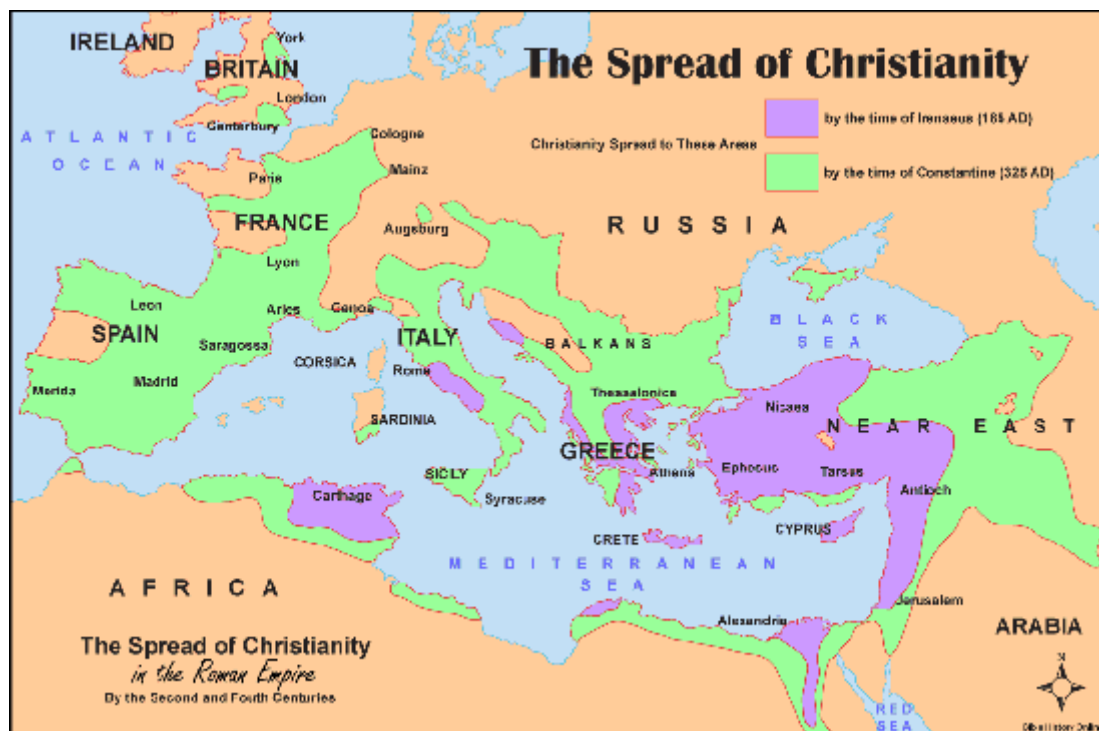 IRELAND
York
BRITAIN
London
Canterbury
The Spread of Christianity
Christianity Spread to These Areas
by the time of Irenaeus (185 AD)
by the time of Constantine (325 AD)
ATLANTIC
OCEAN
Cologne
Mainz
Paris
FRANCE
Augsburg
RUSSIA
Lyon
Leon
Arles
Genoa
SPAIN
Saragossa
ITALY
BLACK
SEA
BALKANS
CORSICA
Rome
Merida
Madrid
Thessalonica
Nicaea
SARDINIA
NEAR EAST
GREECE
Athens
Ephesus
Tarsus
SICILY
Carthage
Syracuse
Antioch
CRETE
CYPRUS
MEDITERRANEAN
SEA
AFRICA
Alexandria
Jerusalem
ARABIA
The Spread of Christianity
in the Roman Empire
By the Second and Fouth Centuries
N
RED
SEA